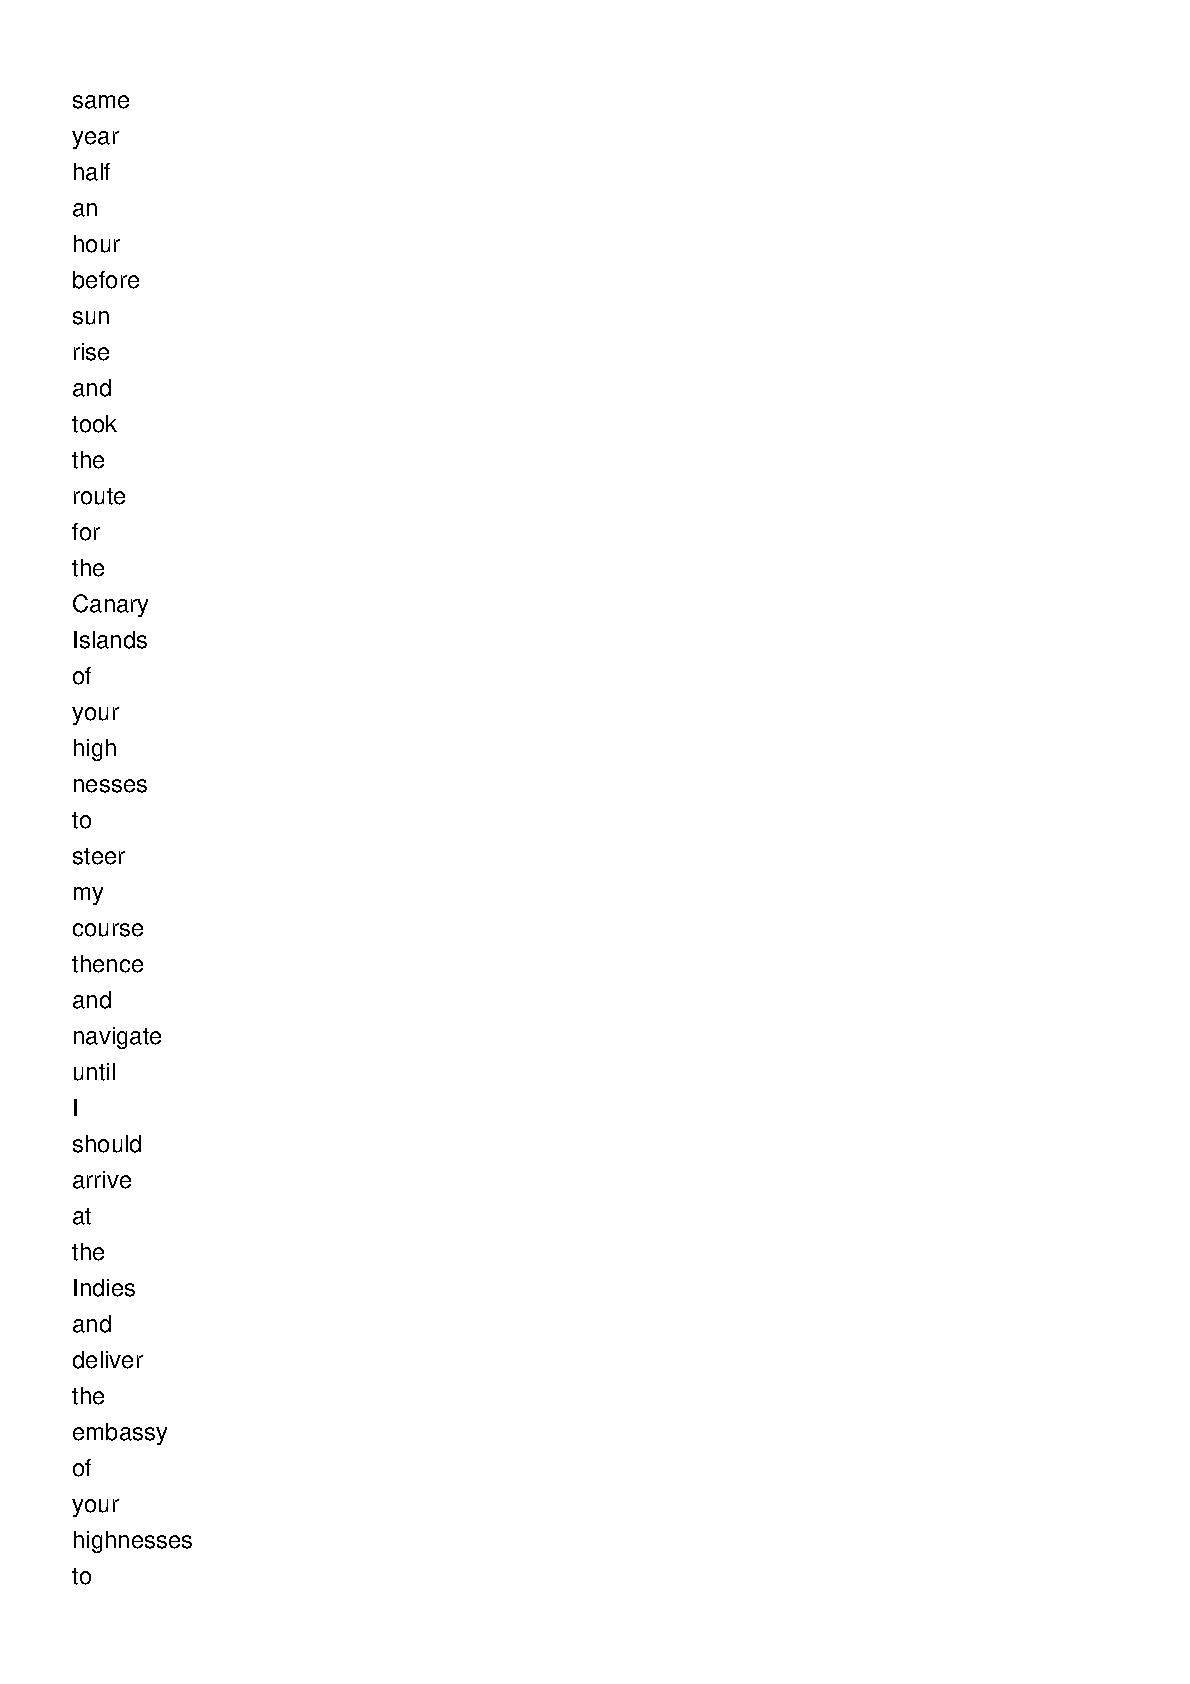 same
year
half
an
hour
before
sun
rise
and
took
the
route
for
the
Canary
Islands
of
your
high
nesses
to
steer
my
course
thence
and
navigate
until
I
should
arrive
at
the
Indies
and
deliver
the
embassy
of
your
highnesses
to